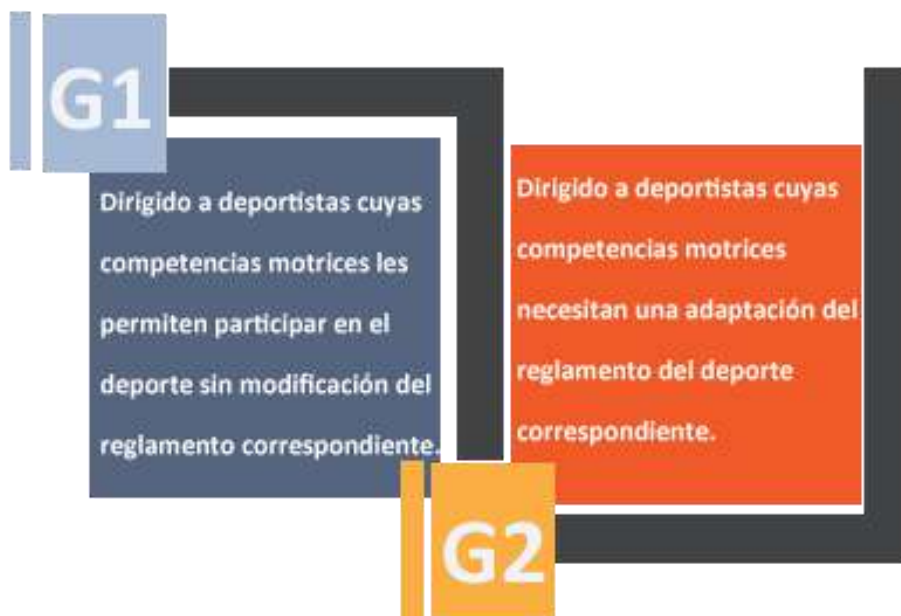 G1
Dirigido a deportistas cuyas
competencias motrices les
permiten participar en el
deporte sin modificación del
reglamento correspondiente.
G2
Dirigido a deportistas cuyas
competencias motrices
necesitan una adaptación del
reglamento del deporte
correspondiente.